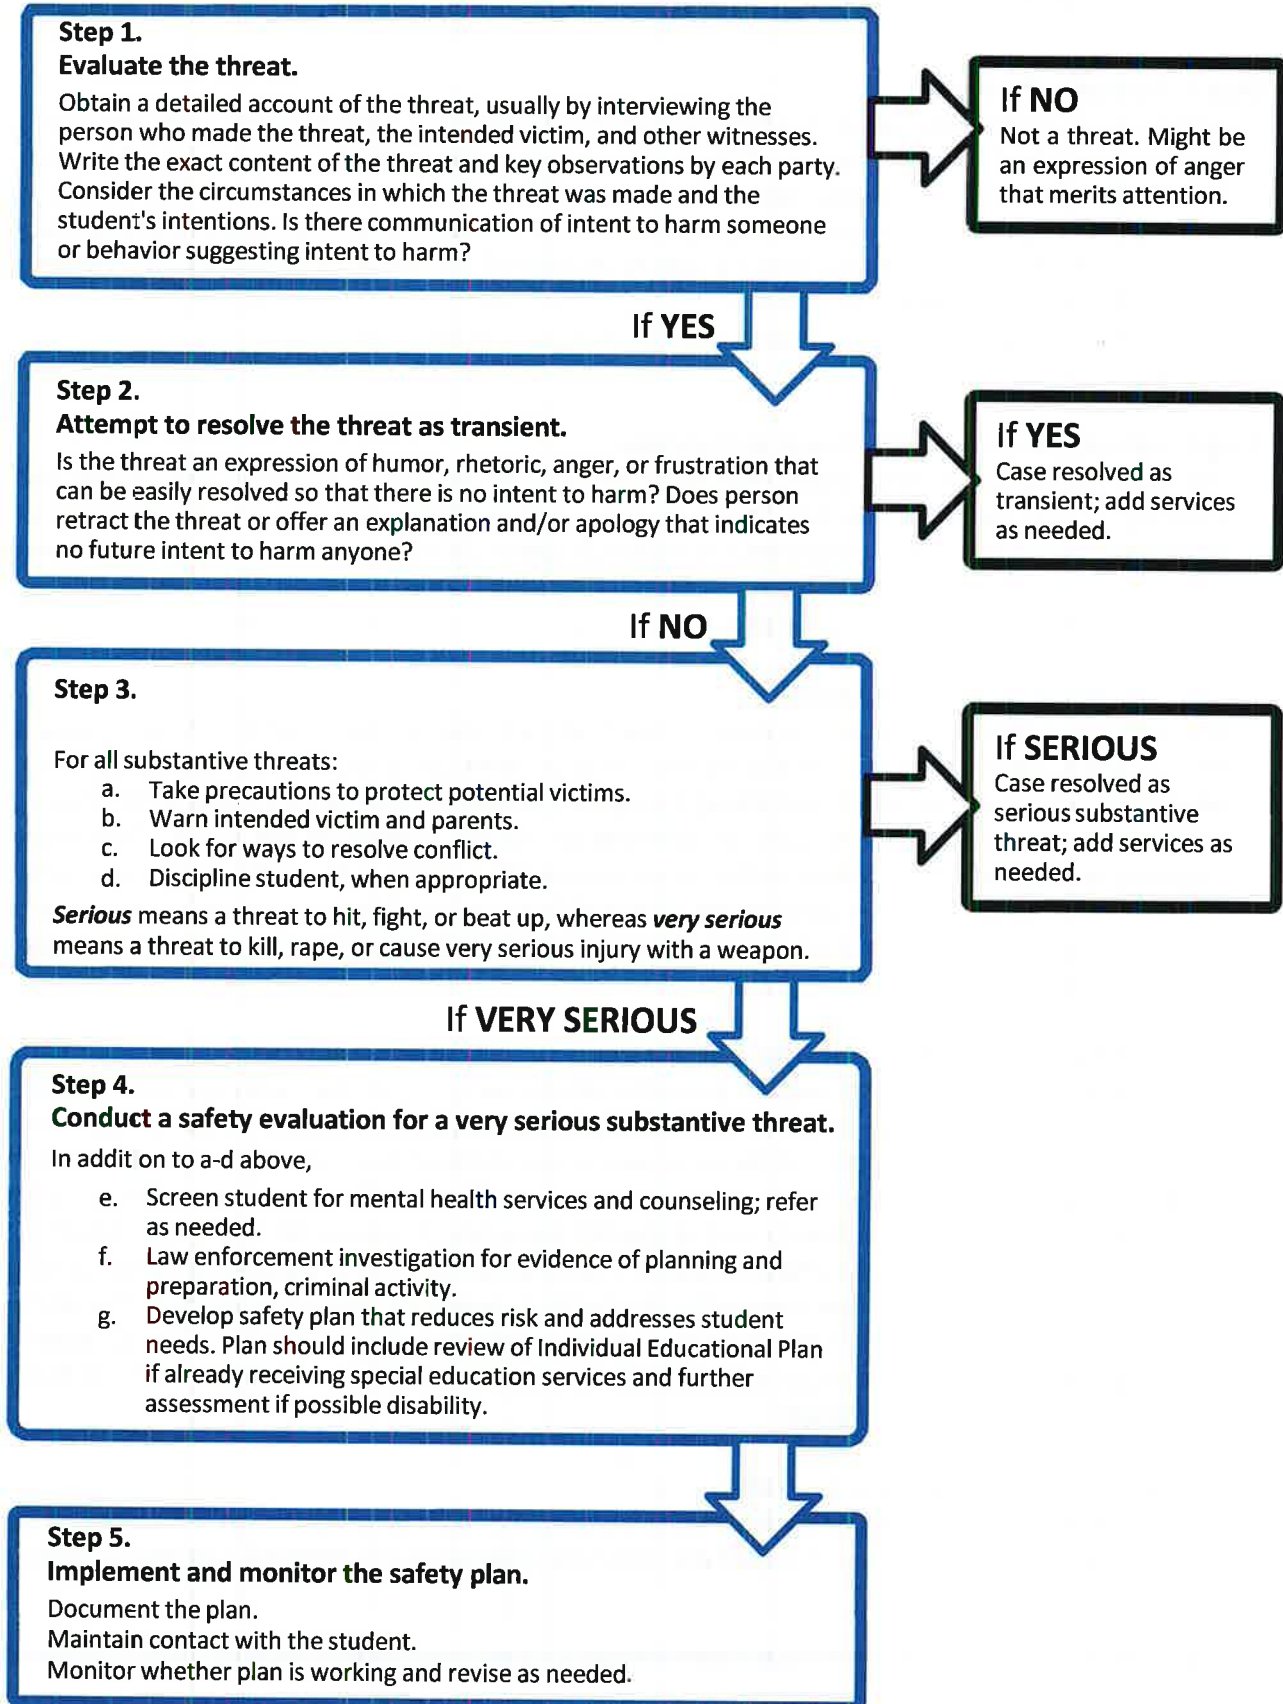 Step 1.
Evaluate the threat.
Obtain a detailed account of the threat, usually by interviewing the
person who made the threat, the intended victim, and other witnesses.
Write the exact content of the threat and key observations by each party.
Consider the circumstances in which the threat was made and the
student's intentions. Is there communication of intent to harm someone
or behavior suggesting intent to harm?
If NO
Not a threat. Might be
an expression of anger
that merits attention.
If YES
Step 2.
Attempt to resolve the threat as transient.
Is the threat an expression of humor, rhetoric, anger, or frustration that
can be easily resolved so that there is no intent to harm? Does person
retract the threat or offer an explanation and/or apology that indicates
no future intent to harm anyone?
If YES
Case resolved as
transient; add services
as needed.
If NO
Step 3.
For all substantive threats:
a. Take precautions to protect potential victims.
b. Warn intended victim and parents.
c. Look for ways to resolve conflict.
d. Discipline student, when appropriate.
Serious means a threat to hit, fight, or beat up, whereas very serious
means a threat to kill, rape, or cause very serious injury with a weapon.
If SERIOUS
Case resolved as
serious substantive
threat; add services as
needed.
If VERY SERIOUS
Step 4.
Conduct a safety evaluation for a very serious substantive threat.
In addit on to a-d above,
e. Screen student for mental health services and counseling; refer
as needed.
f. Law enforcement investigation for evidence of planning and
preparation, criminal activity.
g. Develop safety plan that reduces risk and addresses student
needs. Plan should include review of Individual Educational Plan
if already receiving special education services and further
assessment if possible disability.
Step 5.
Implement and monitor the safety plan.
Document the plan.
Maintain contact with the student.
Monitor whether plan is working and revise as needed.